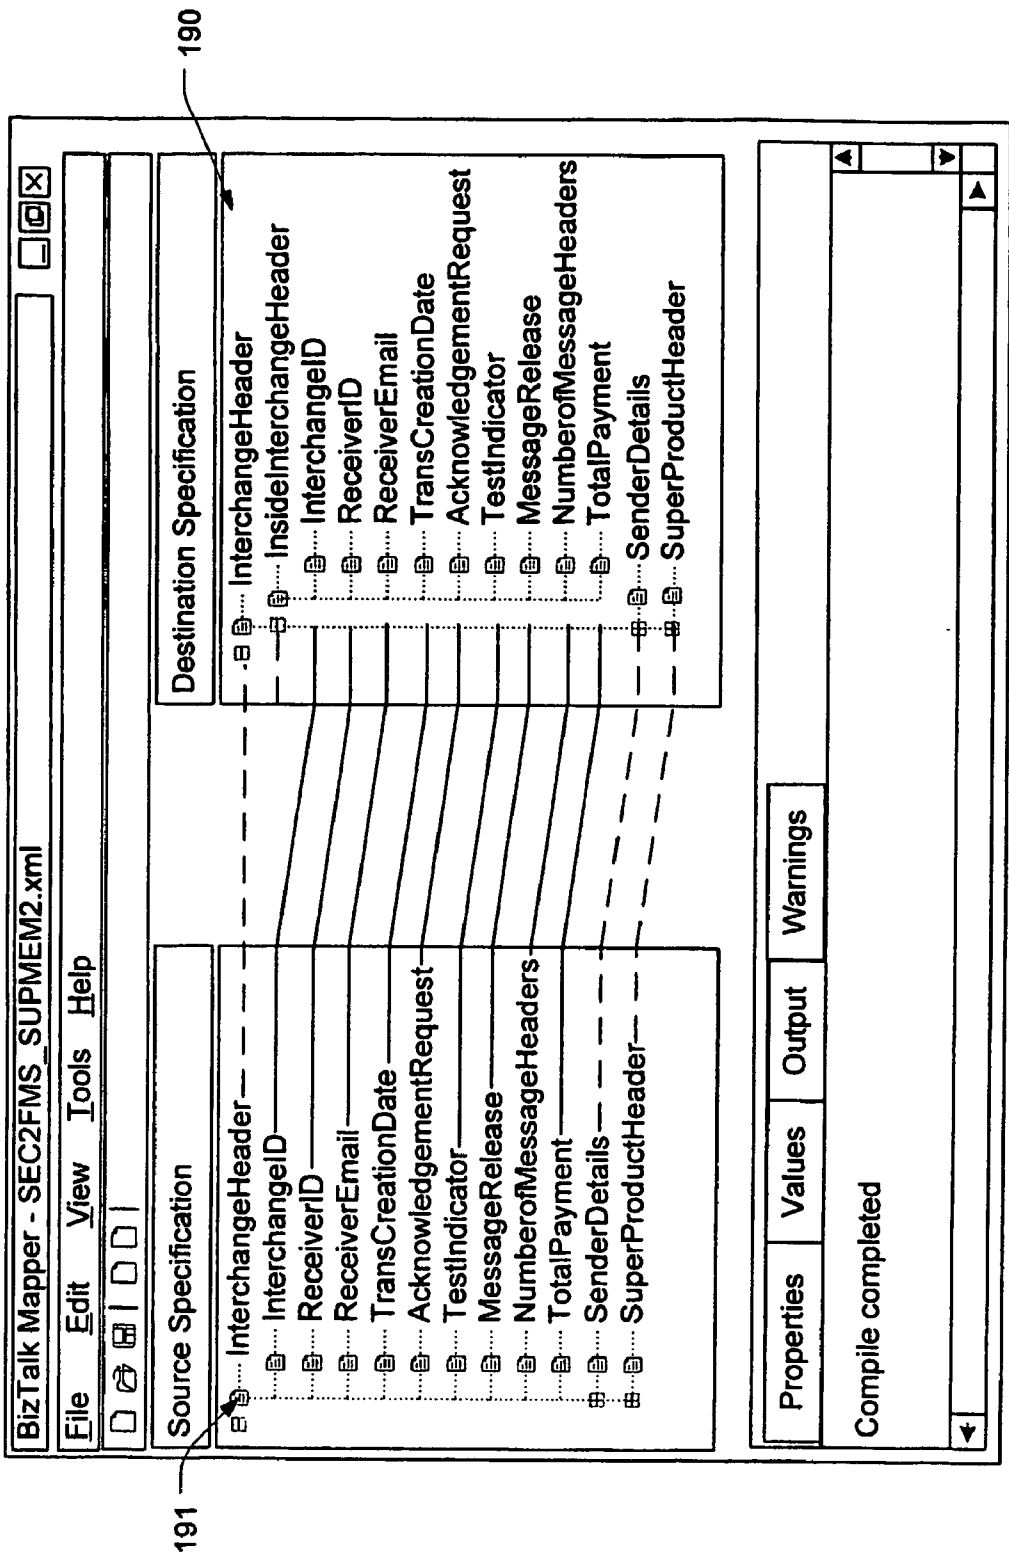 BizTalk Mapper - SEC2FMS_SUPMEM2.xml
File Edit View Tools Help
Source Specification
InterchangeHeader
InterchangeID
ReceiverID
ReceiverEmail
TransCreationDate
AcknowledgementRequest
TestIndicator
MessageRelease
NumberofMessageHeaders
TotalPayment
SenderDetails
SuperProductHeader
Destination Specification
InterchangeHeader
InsideInterchangeHeader
InterchangeID
ReceiverID
ReceiverEmail
TransCreationDate
AcknowledgementRequest
TestIndicator
MessageRelease
NumberofMessageHeaders
TotalPayment
SenderDetails
SuperProductHeader
Properties Values Output Warnings
Compile completed
191
190